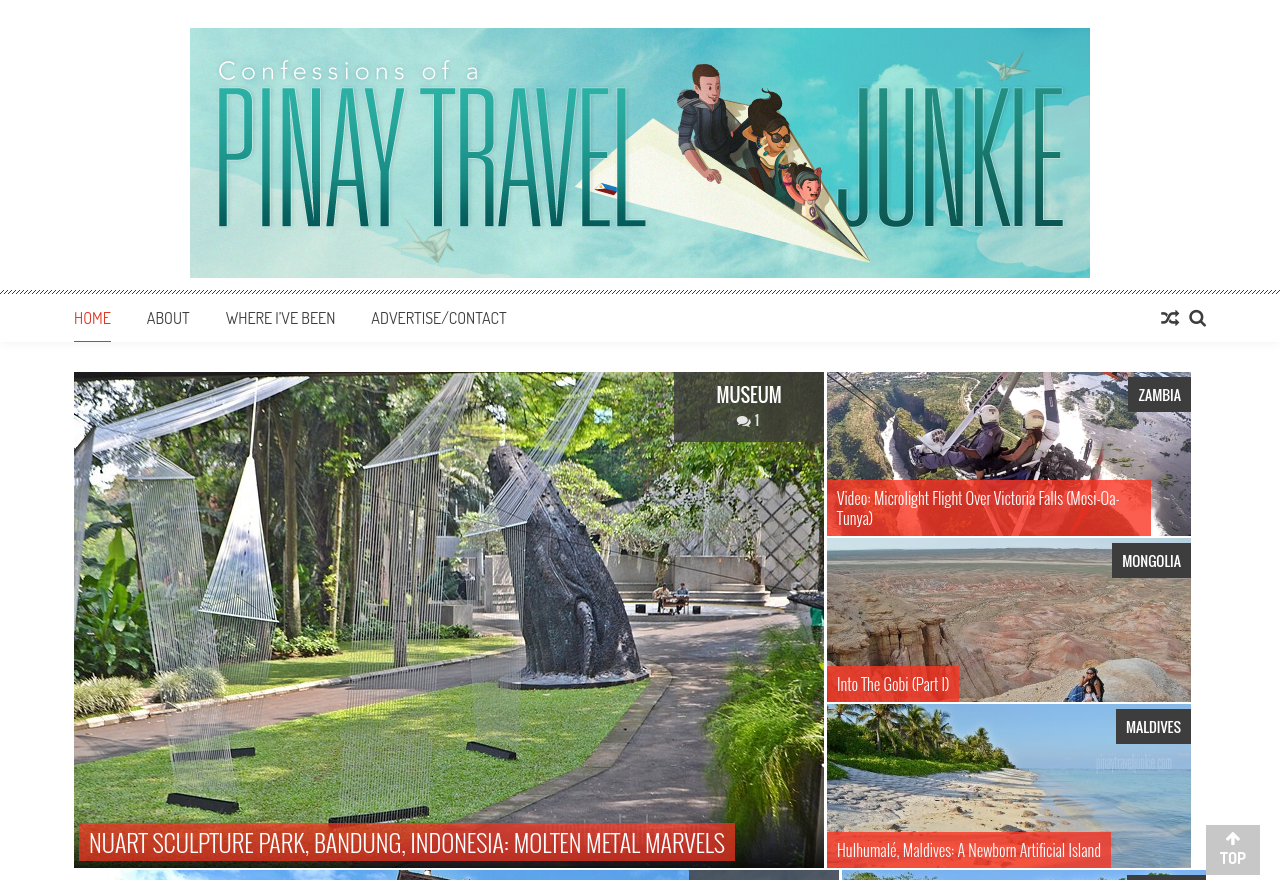 Confessions of a
PINAY TRAVEL JUNKIE
HOME
ABOUT
WHERE I'VE BEEN
ADVERTISE/CONTACT
MUSEUM
1
NUART SCULPTURE PARK, BANDUNG, INDONESIA: MOLTEN METAL MARVELS
ZAMBIA
Video: Microlight Flight Over Victoria Falls (Mosi-Oa-
Tunya)
MONGOLIA
Into The Gobi (Part I)
MALDIVES
pinaytraveljunkie.com
Hulhumalé, Maldives: A Newborn Artificial Island
TOP